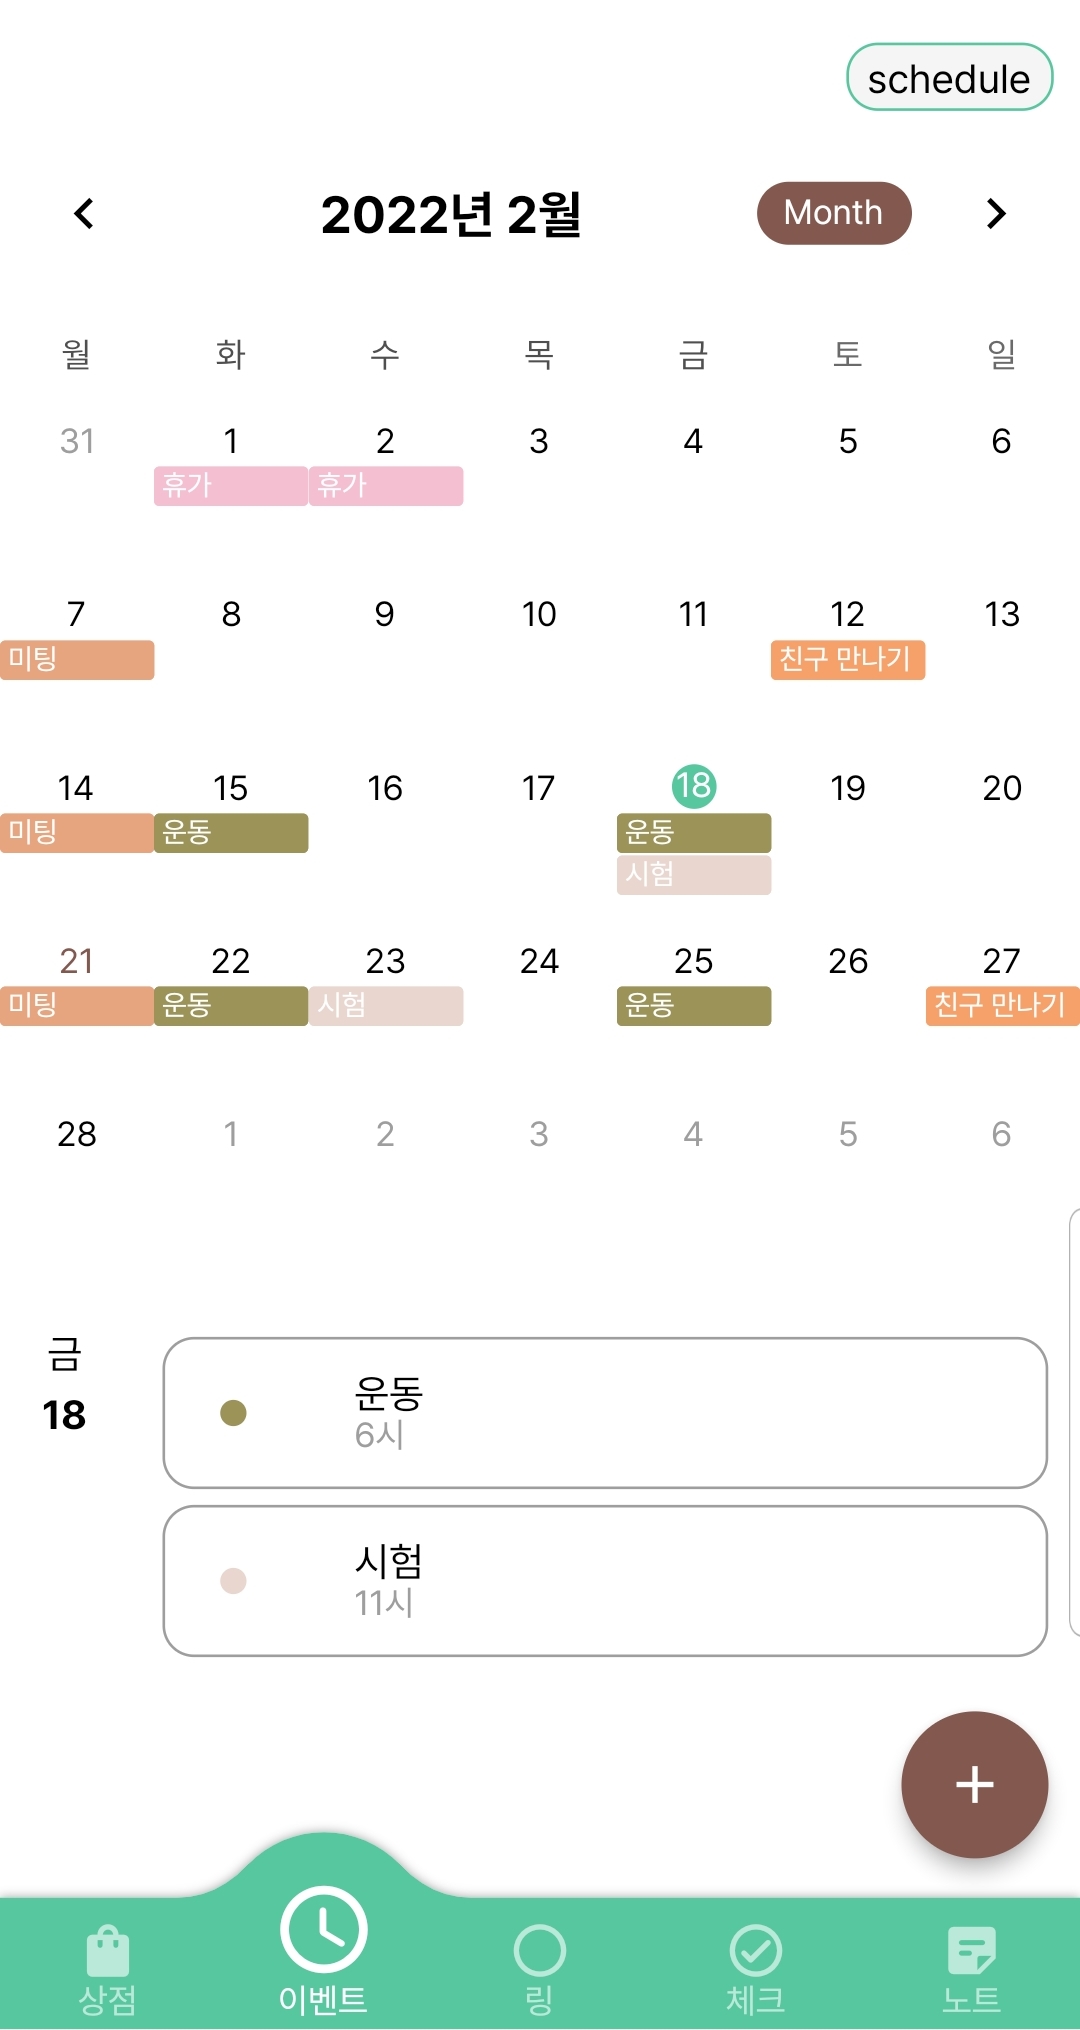 schedule
2022년 2월 Month
월 화 수 목 금 토 일
31 1 2 3 4 5 6
휴가 휴가
7 8 9 10 11 12 13
미팅 친구 만나기
14 15 16 17 18 19 20
미팅 운동 운동
시험
21 22 23 24 25 26 27
미팅 운동 시험 운동 친구 만나기
28 1 2 3 4 5 6
금
18
운동
6시
시험
11시
상점 이벤트 링 체크 노트